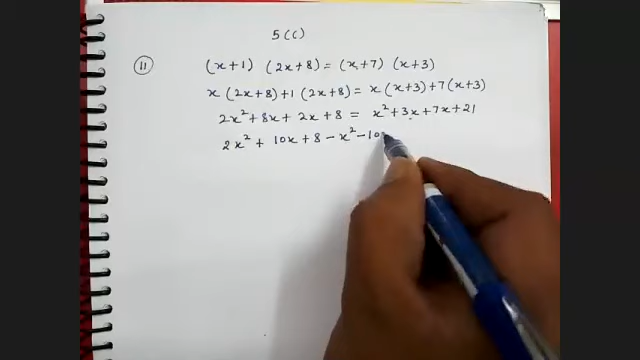 5(c)
11 (x+1) (2x+8) = (x+7) (x+3)
x(2x+8)+1(2x+8) = x(x+3)+7(x+3)
2x²+8x+2x+8 = x²+3x+7x+21
2x²+10x+8-x²-10x